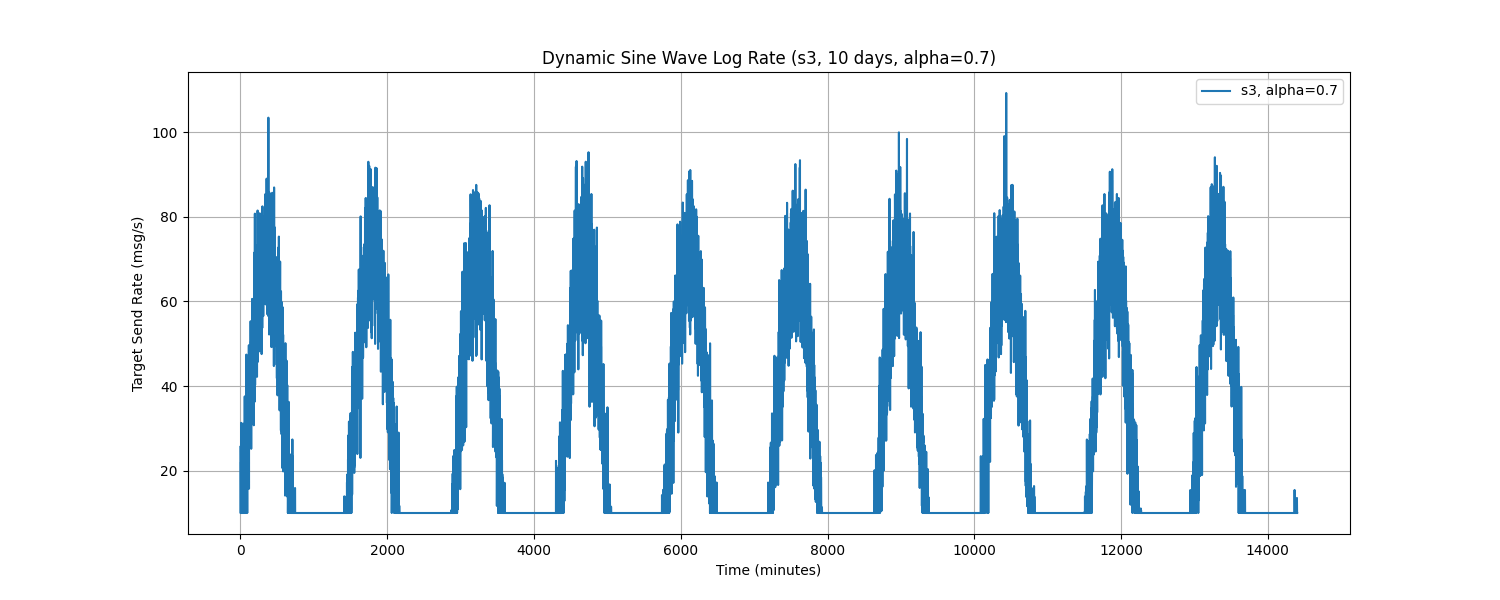 Dynamic Sine Wave Log Rate (s3, 10 days, alpha=0.7)
s3, alpha=0.7
Target Send Rate (msg/s)
100
80
60
40
20
0 2000 4000 6000 8000 10000 12000 14000
Time (minutes)